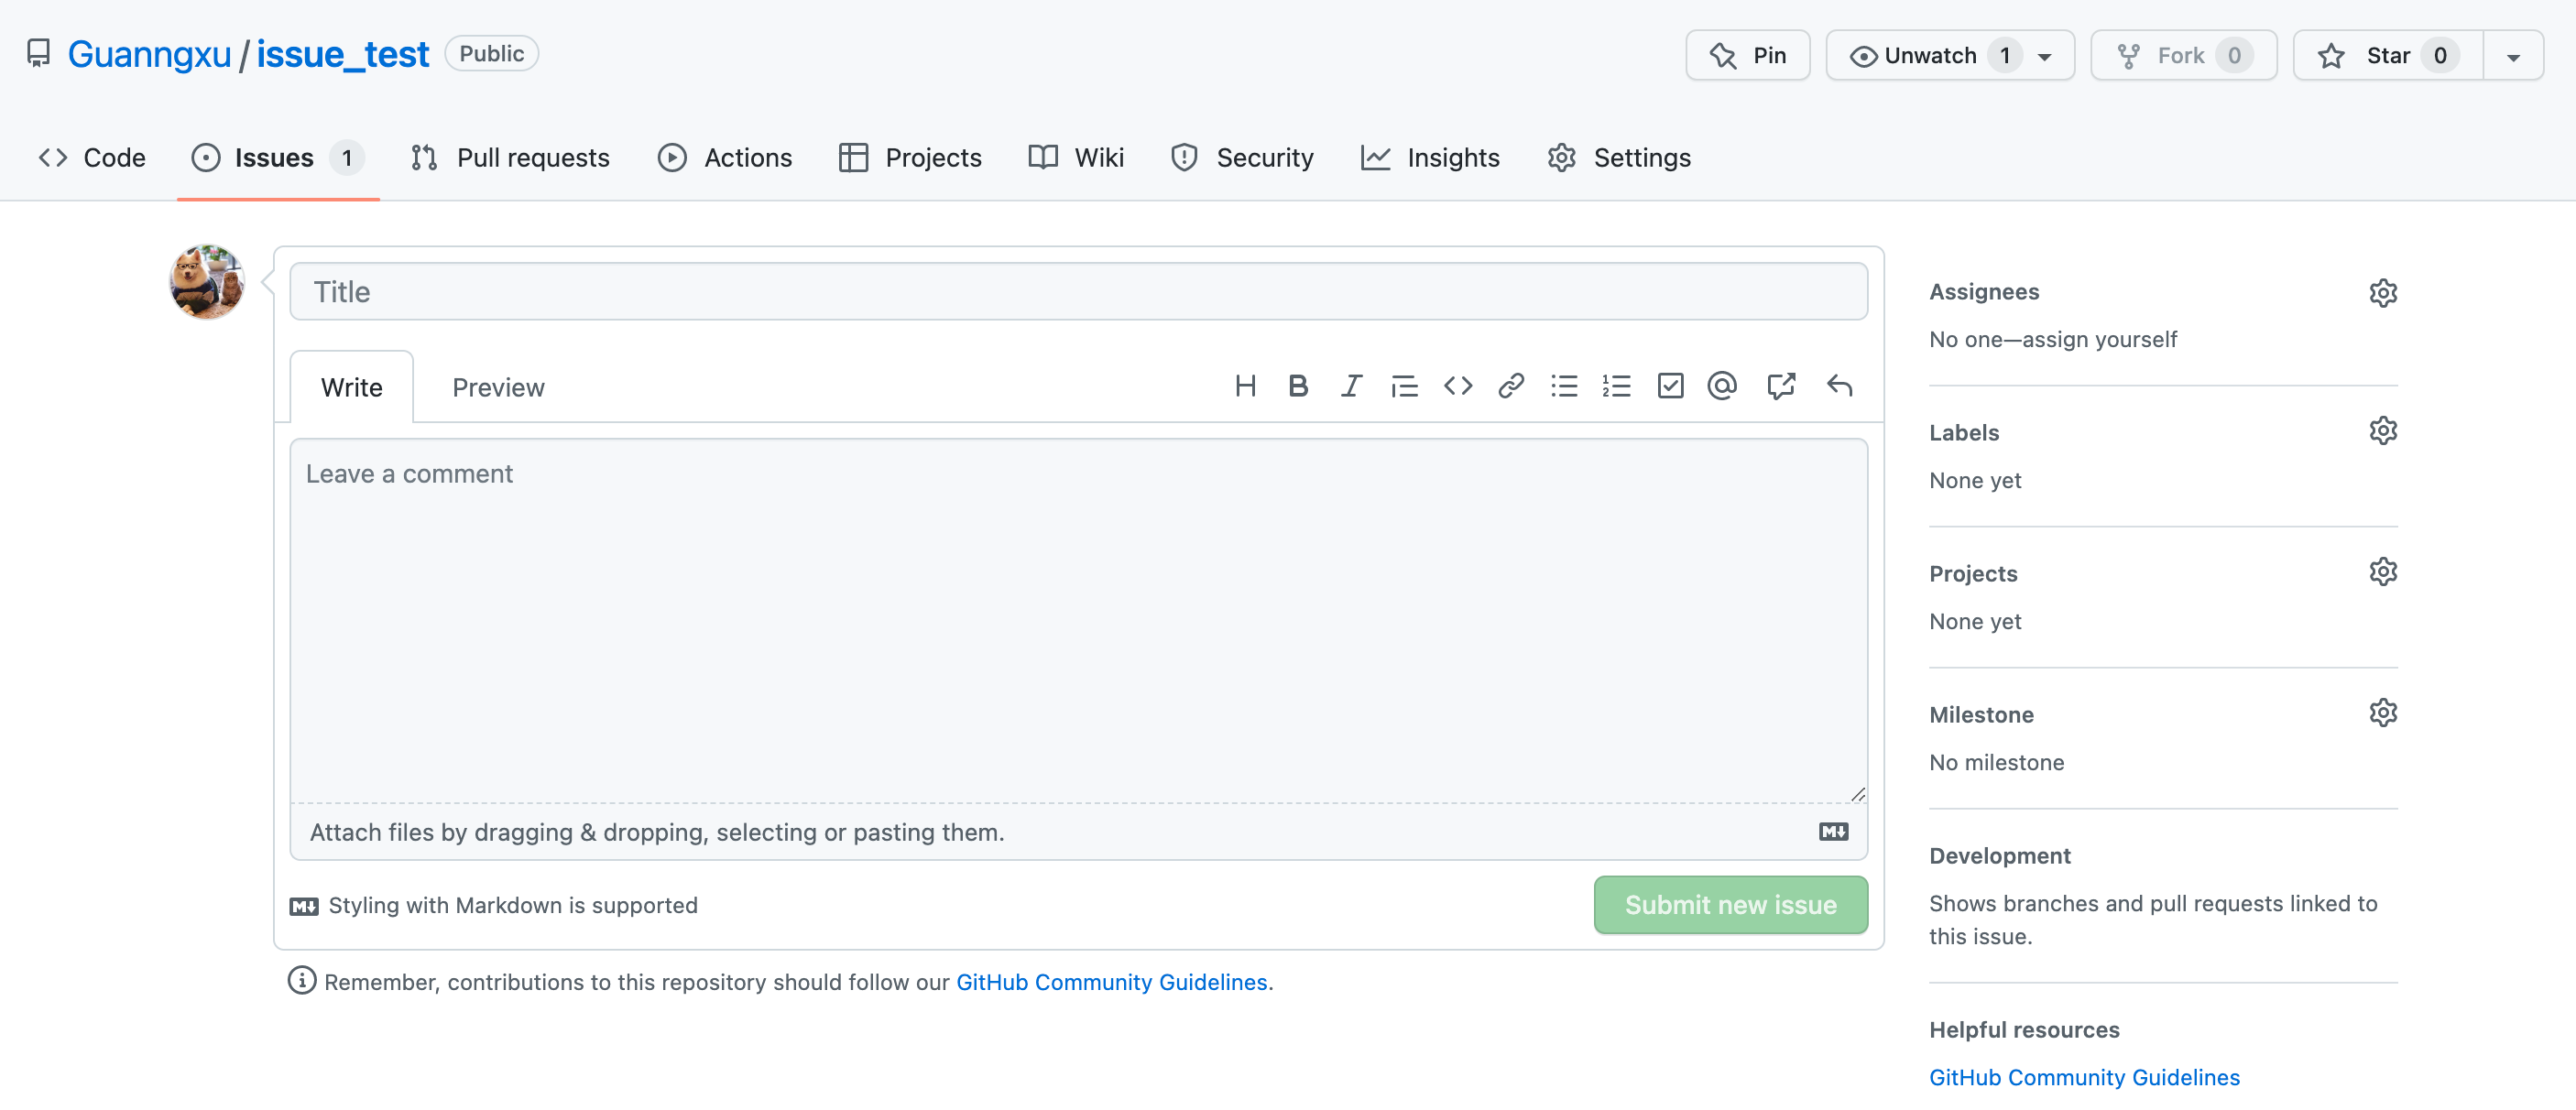 Guanngxu / issue_test Public
Pin
Unwatch 1
Fork 0
Star 0
Code
Issues 1
Pull requests
Actions
Projects
Wiki
Security
Insights
Settings
Title
Write
Preview
Leave a comment
Attach files by dragging & dropping, selecting or pasting them.
Styling with Markdown is supported
Submit new issue
Remember, contributions to this repository should follow our GitHub Community Guidelines.
Assignees
No one—assign yourself
Labels
None yet
Projects
None yet
Milestone
No milestone
Development
Shows branches and pull requests linked to
this issue.
Helpful resources
GitHub Community Guidelines